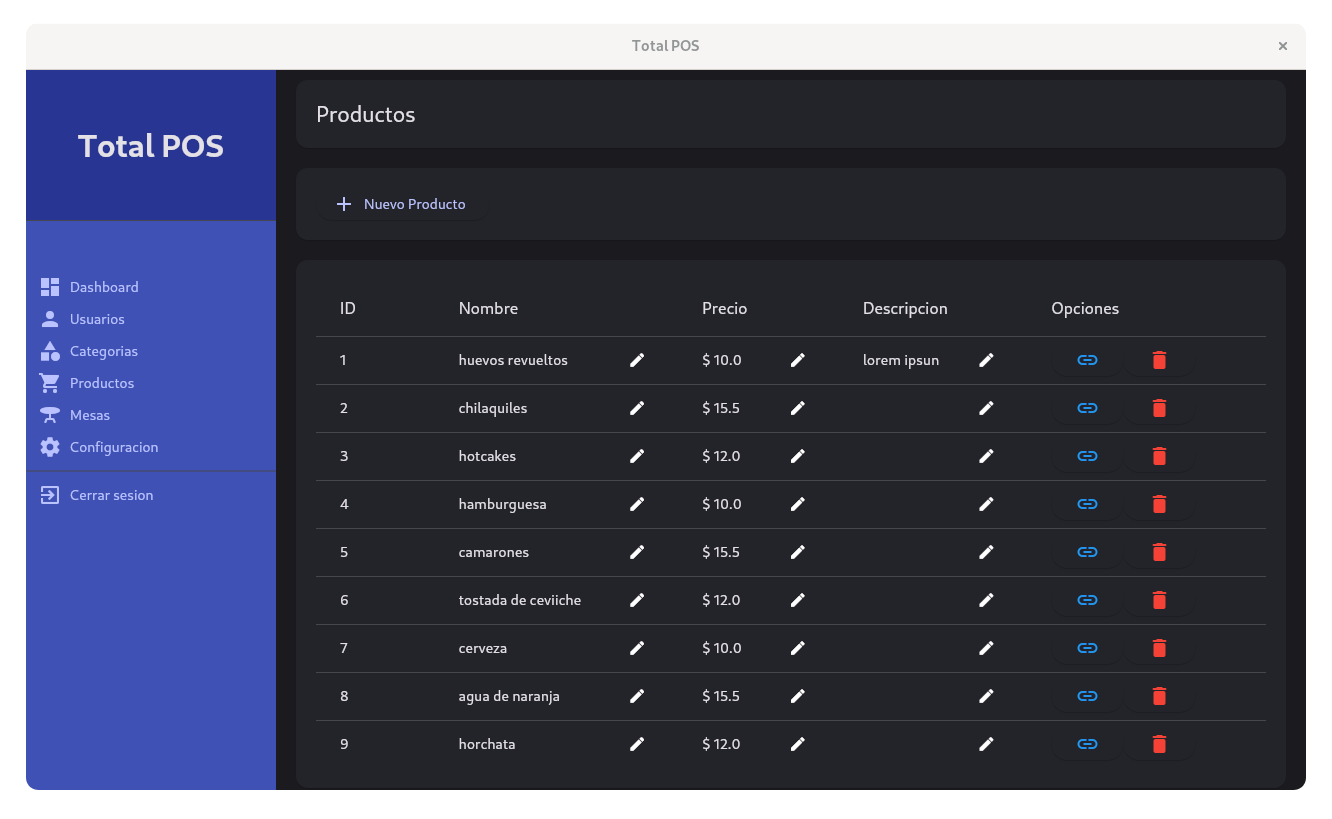 Total POS
Total POS
Productos
Nuevo Producto
Dashboard
Usuarios
Categorias
Productos
Mesas
Configuracion
Cerrar sesion
ID Nombre Precio Descripcion Opciones
1 huevos revueltos $ 10.0 lorem ipsun
2 chilaquiles $ 15.5
3 hotcakes $ 12.0
4 hamburguesa $ 10.0
5 camarones $ 15.5
6 tostada de ceviiche $ 12.0
7 cerveza $ 10.0
8 agua de naranja $ 15.5
9 horchata $ 12.0